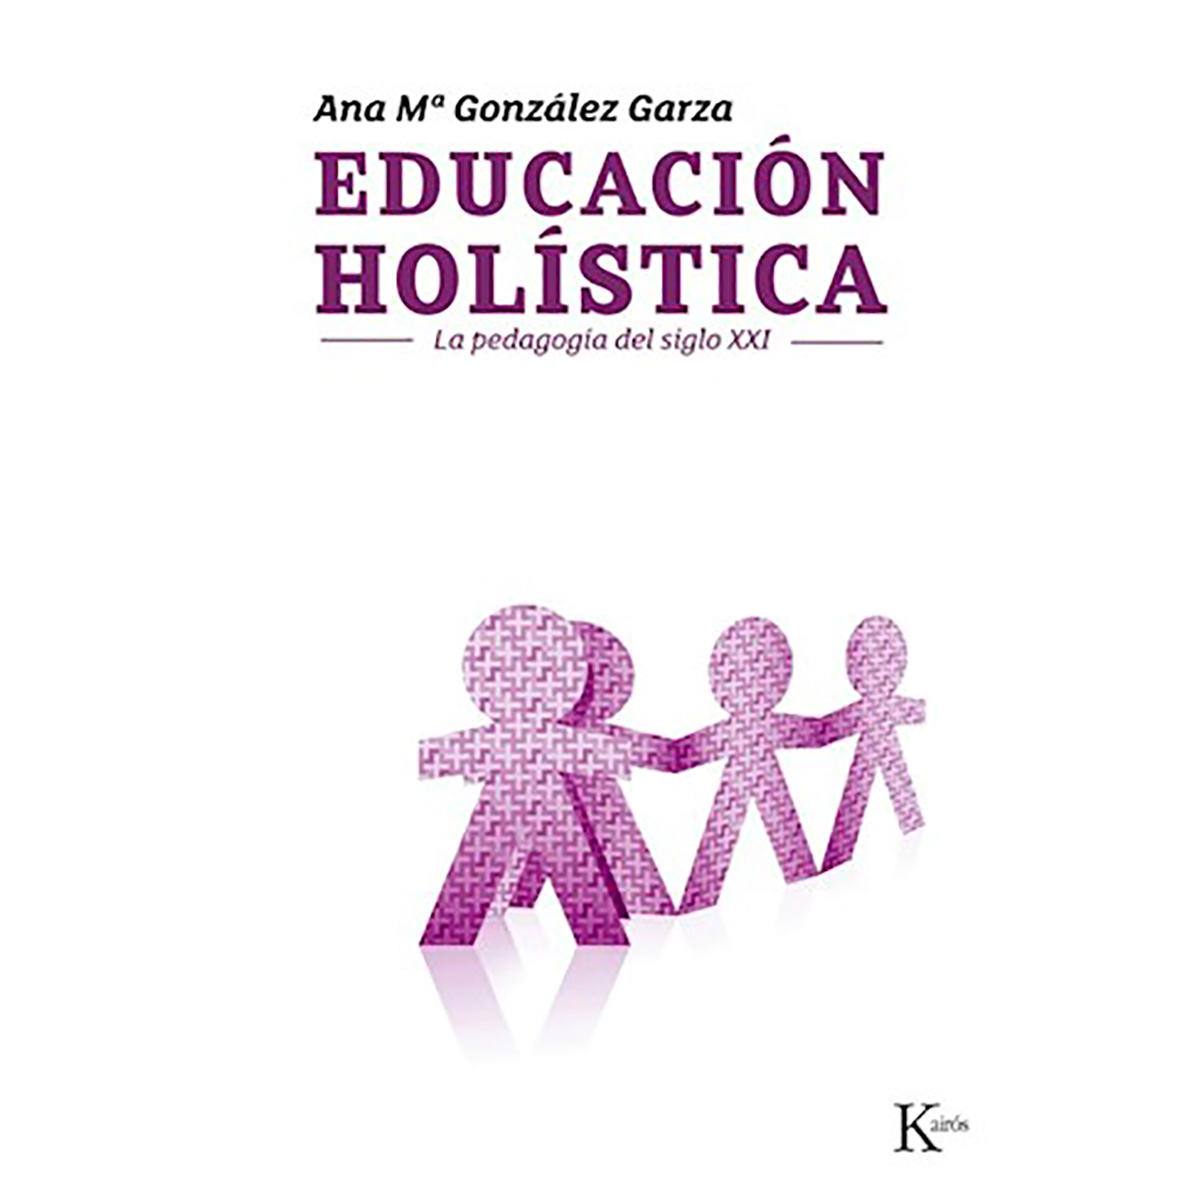 Ana Mª González Garza
EDUCACIÓN
HOLÍSTICA
La pedagogía del siglo XXI
Kairós